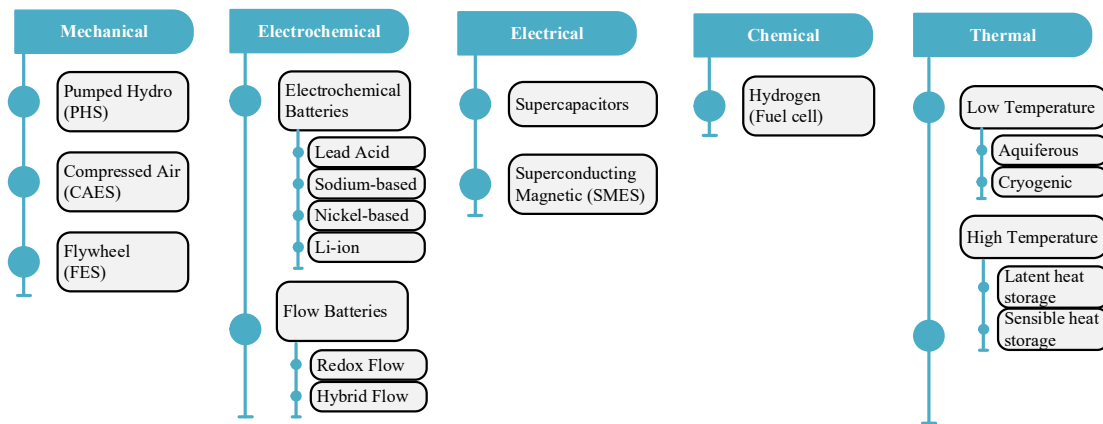 Mechanical
Pumped Hydro
(PHS)
Compressed Air
(CAES)
Flywheel
(FES)
Electrochemical
Electrochemical
Batteries
Lead Acid
Sodium-based
Nickel-based
Li-ion
Flow Batteries
Redox Flow
Hybrid Flow
Electrical
Supercapacitors
Superconducting
Magnetic (SMES)
Chemical
Hydrogen
(Fuel cell)
Thermal
Low Temperature
Aquiferous
Cryogenic
High Temperature
Latent heat
storage
Sensible heat
storage